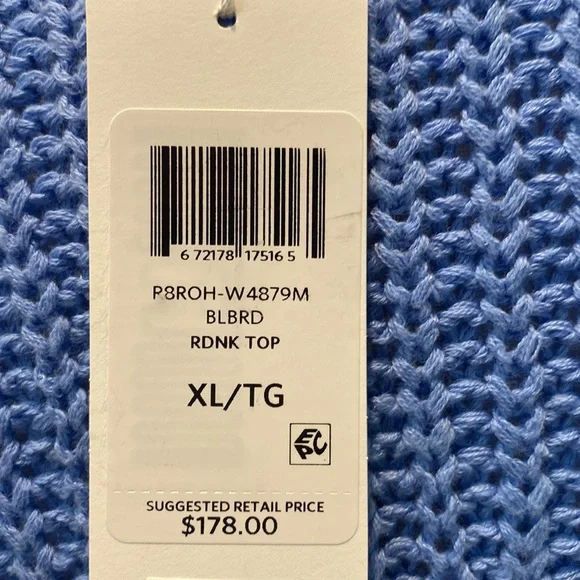 6 72178 17516 5
P8ROH-W4879M
BLBRD
RDNK TOP
XL/TG
EPC
SUGGESTED RETAIL PRICE
$178.00